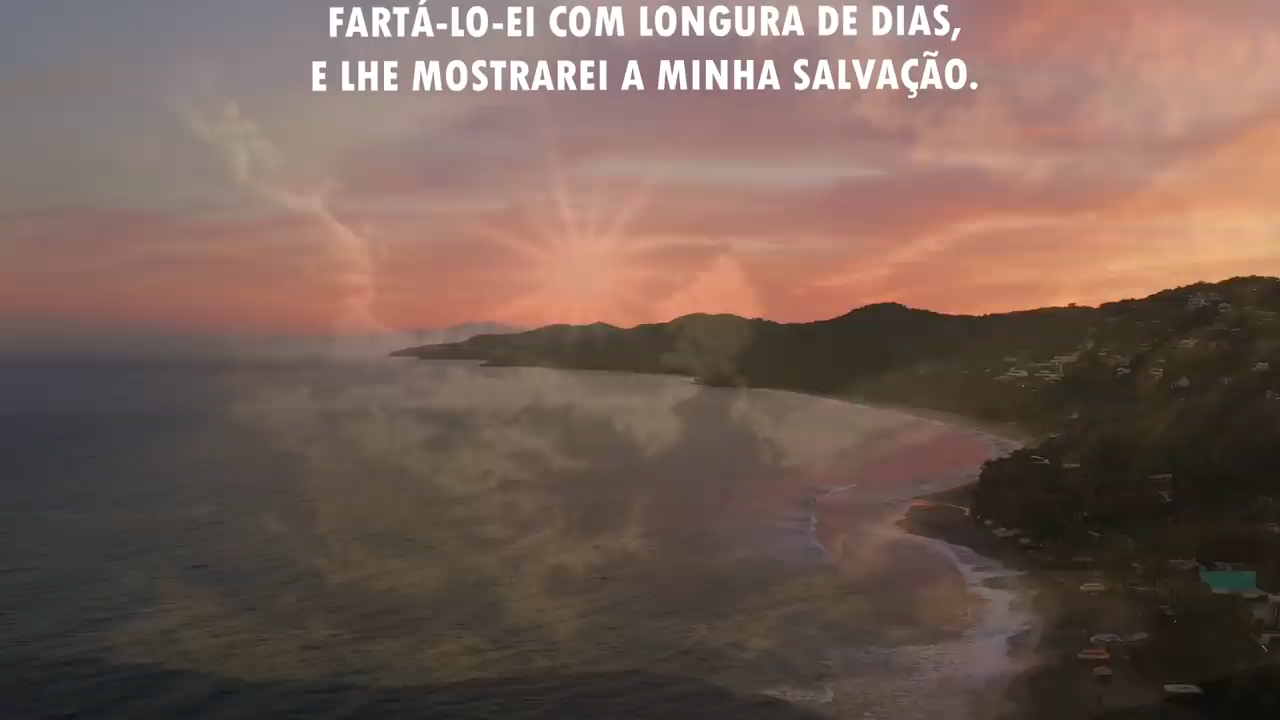 FARTÁ-LO-EI COM LONGURA DE DIAS,
E LHE MOSTRAREI A MINHA SALVAÇÃO.